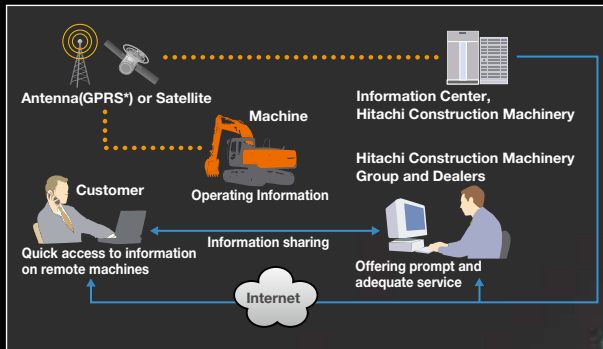 Antenna(GPRS*) or Satellite
Information Center,
Hitachi Construction Machinery
Machine
Operating Information
Hitachi Construction Machinery
Group and Dealers
Customer
Information sharing
Quick access to information
on remote machines
Offering prompt and
adequate service
Internet